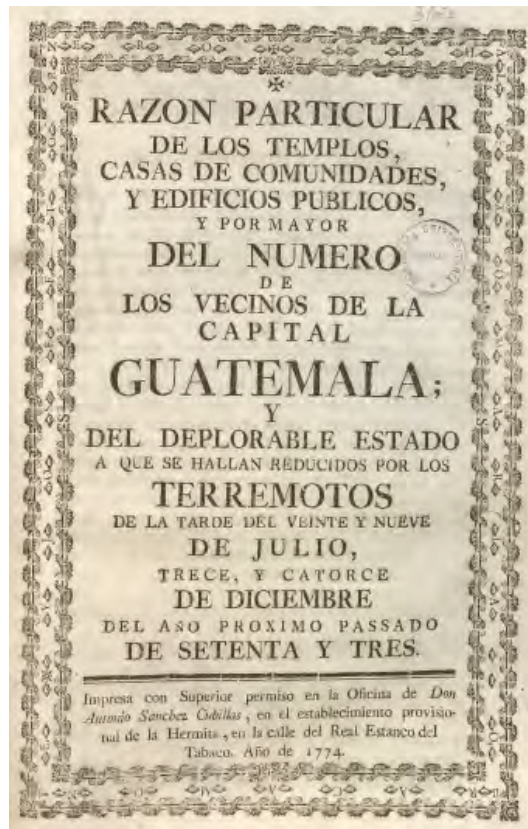 RAZON PARTICULAR
DE LOS TEMPLOS,
CASAS DE COMUNIDADES,
Y EDIFICIOS PUBLICOS,
Y POR MAYOR
DEL NUMERO
DE
LOS VECINOS DE LA
CAPITAL
GUATEMALA;
Y
DEL DEPLORABLE ESTADO
A QUE SE HALLAN REDUCIDOS POR LOS
TERREMOTOS
DE LA TARDE DEL VEINTE Y NUEVE
DE JULIO,
TRECE, Y CATORCE
DE DICIEMBRE
DEL AÑO PROXIMO PASSADO
DE SETENTA Y TRES.
Impresa con Superior permiso en la Oficina de Don
Antonio Sanchez Cubillas, en el establecimiento provisio-
nal de la Hermita, en la calle del Real Estanco del
Tabaco. Año de 1774.